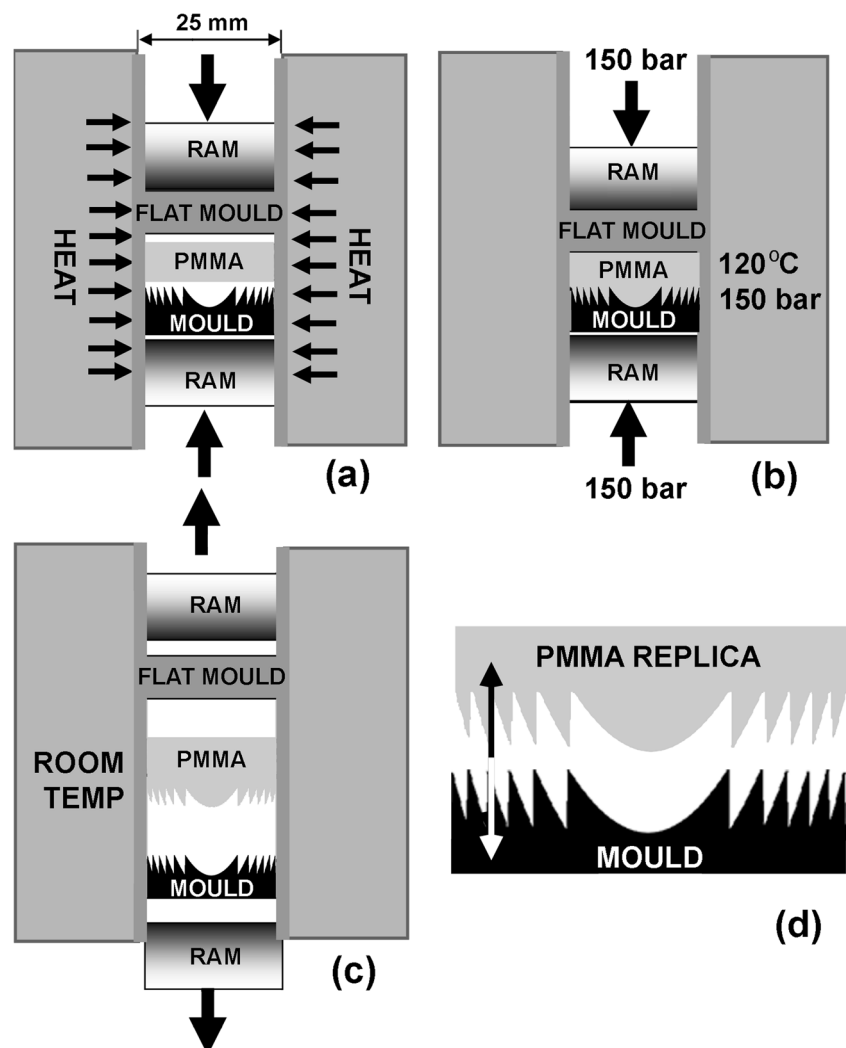 25 mm
RAM
FLAT MOULD
HEAT
HEAT
PMMA
MOULD
RAM
(a)
150 bar
RAM
FLAT MOULD
PMMA
120°C
150 bar
MOULD
RAM
150 bar
(b)
RAM
FLAT MOULD
ROOM
TEMP
PMMA
MOULD
RAM
(c)
PMMA REPLICA
MOULD
(d)